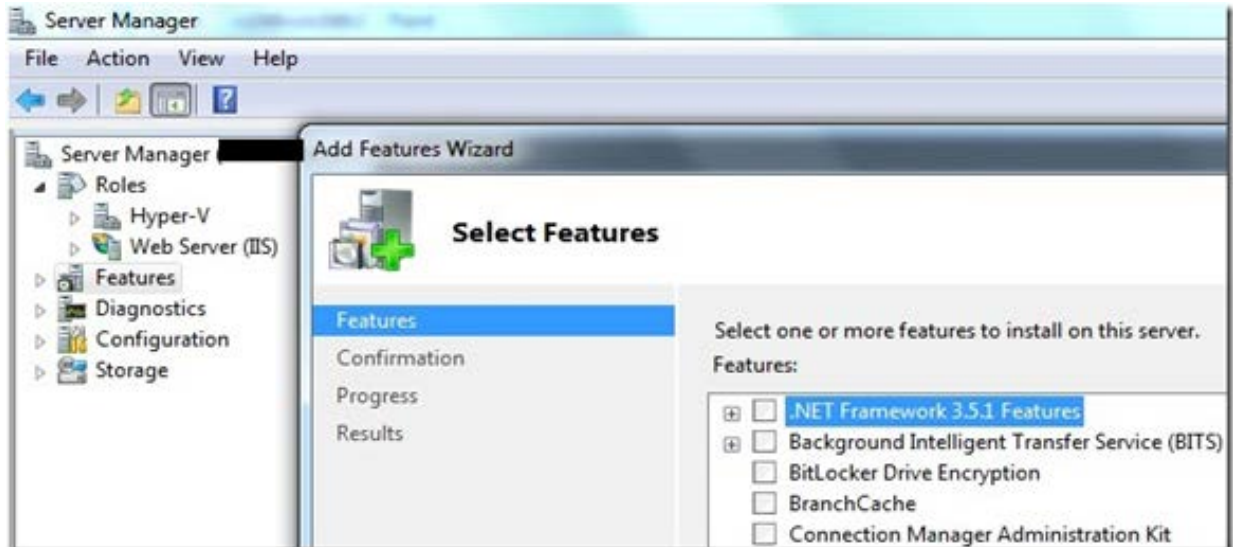 Server Manager
File Action View Help
Server Manager (
Roles
Hyper-V
Web Server (IIS)
Features
Diagnostics
Configuration
Storage
Add Features Wizard
Select Features
Features
Confirmation
Progress
Results
Select one or more features to install on this server.
Features:
.NET Framework 3.5.1 Features
Background Intelligent Transfer Service (BITS)
BitLocker Drive Encryption
BranchCache
Connection Manager Administration Kit